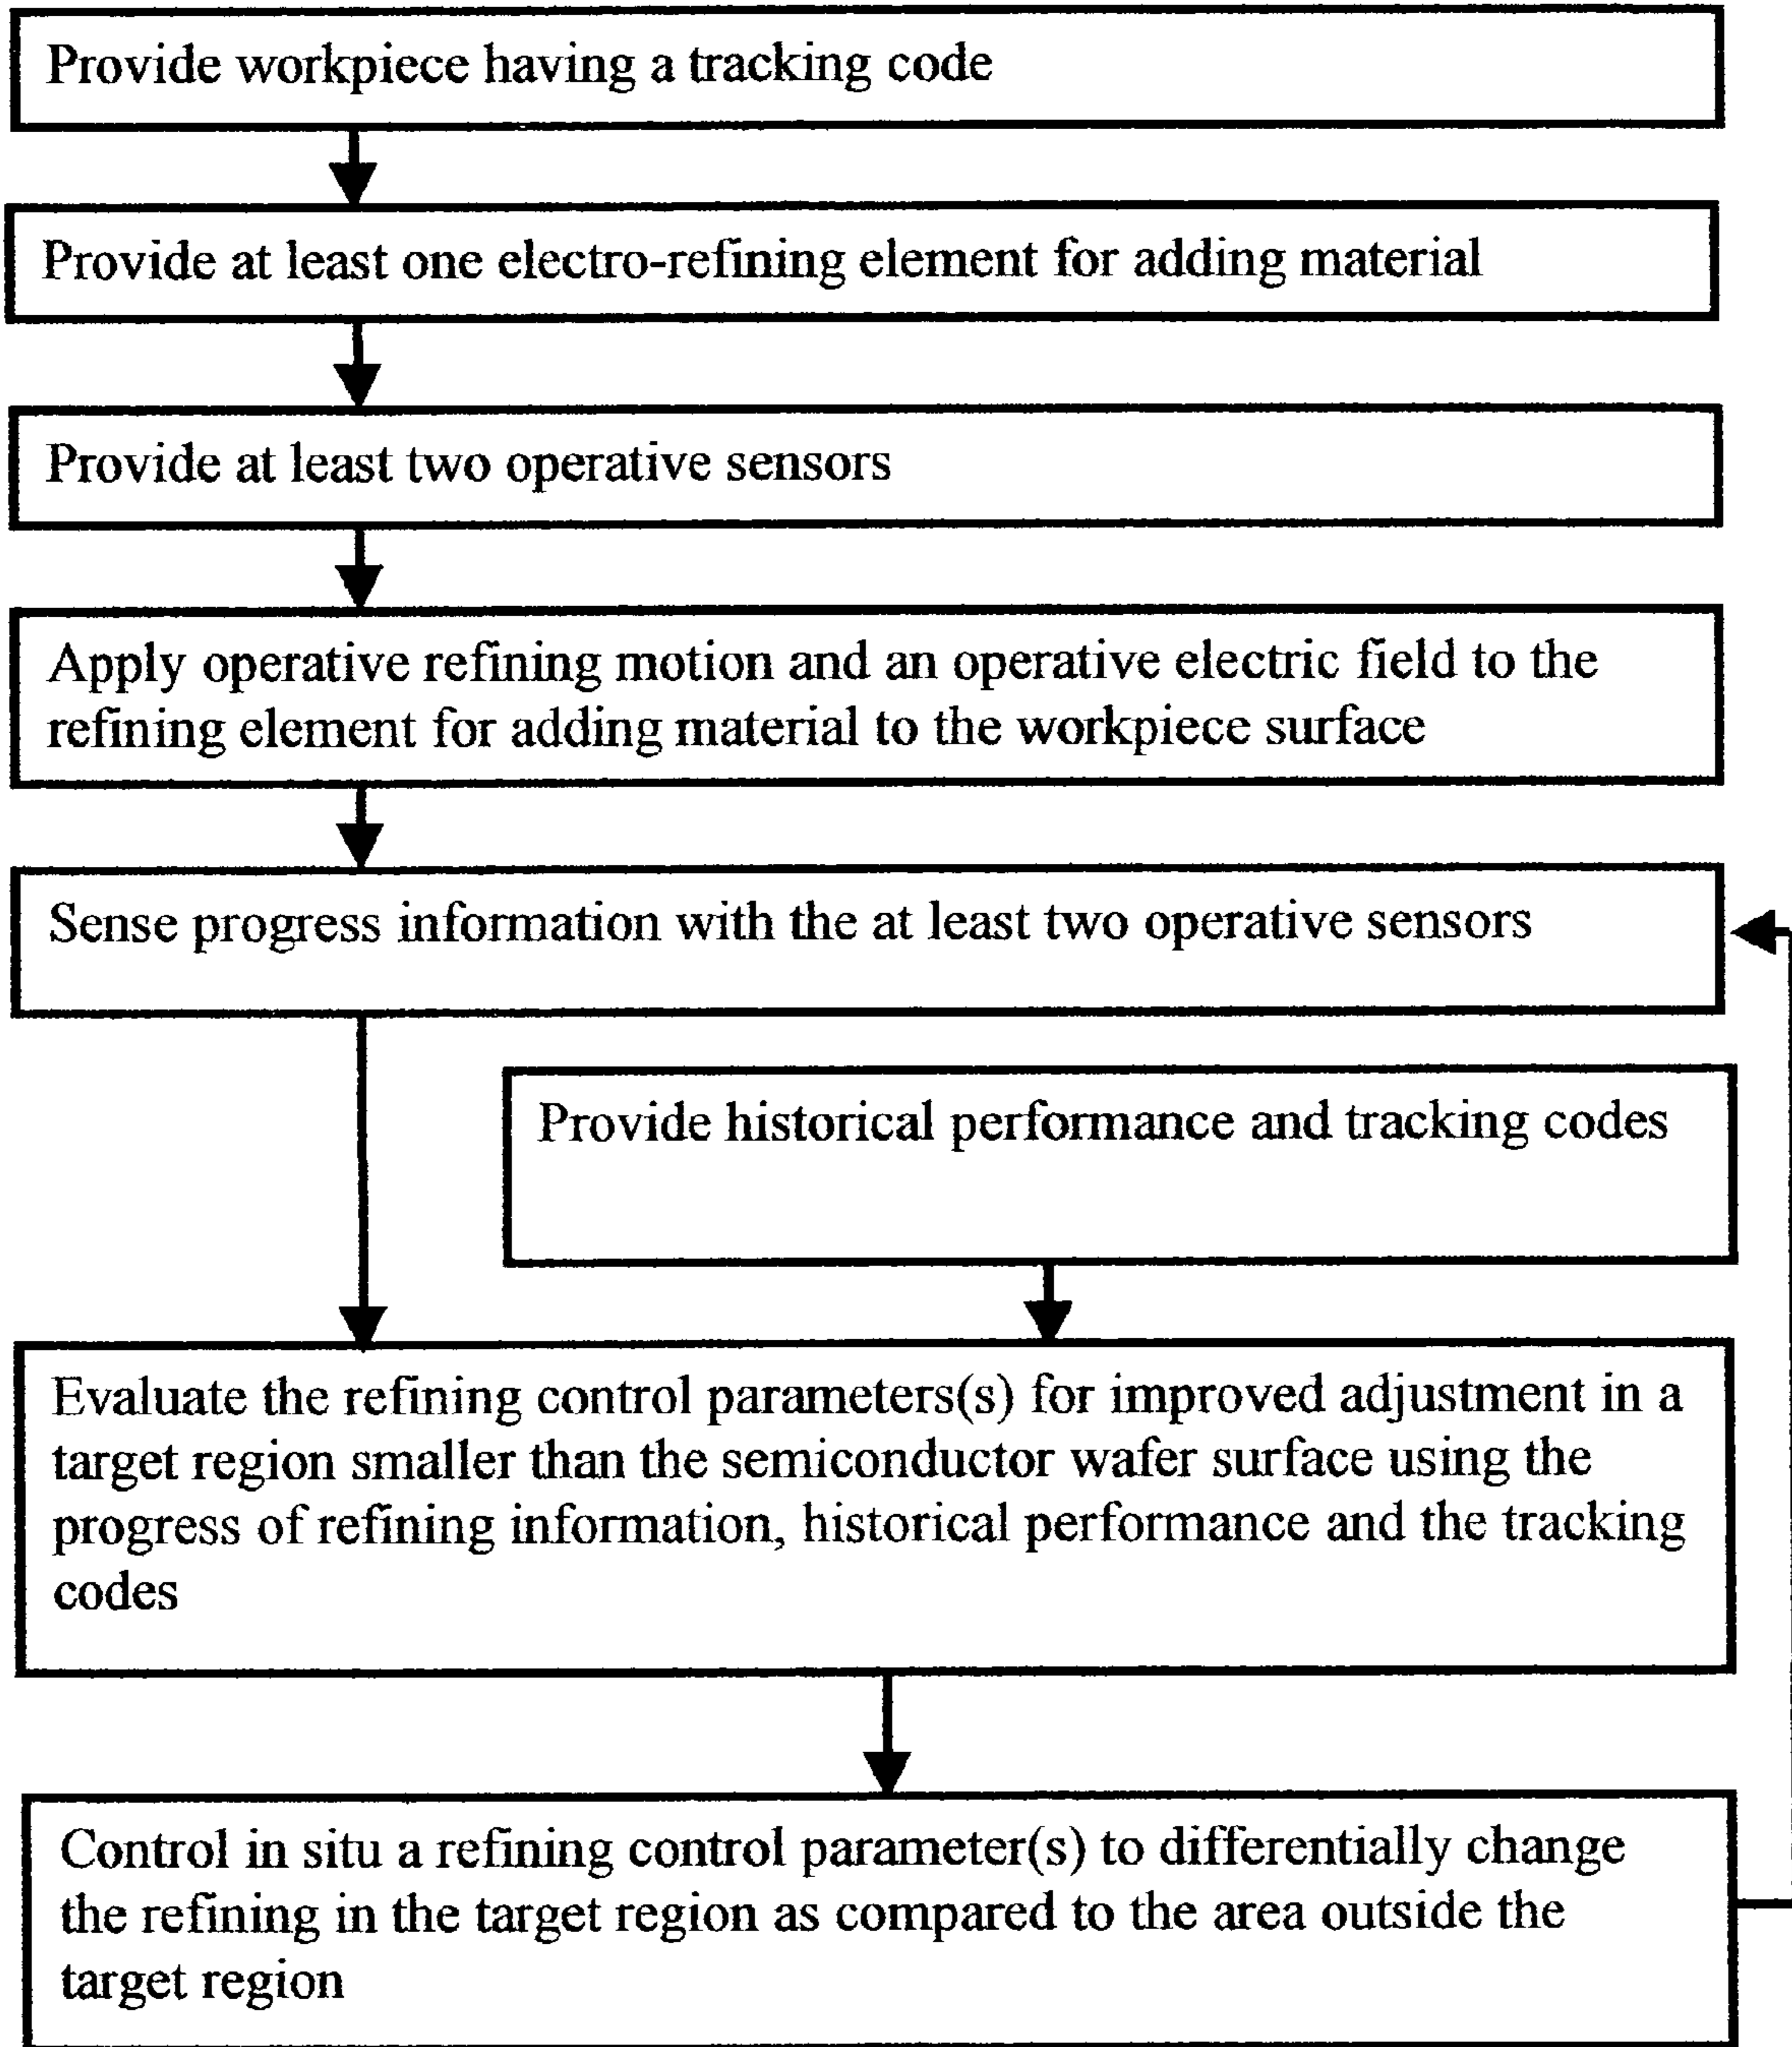 Provide workpiece having a tracking code
Provide at least one electro-refining element for adding material
Provide at least two operative sensors
Apply operative refining motion and an operative electric field to the
refining element for adding material to the workpiece surface
Sense progress information with the at least two operative sensors
Provide historical performance and tracking codes
Evaluate the refining control parameters(s) for improved adjustment in a
target region smaller than the semiconductor wafer surface using the
progress of refining information, historical performance and the tracking
codes
Control in situ a refining control parameter(s) to differentially change
the refining in the target region as compared to the area outside the
target region